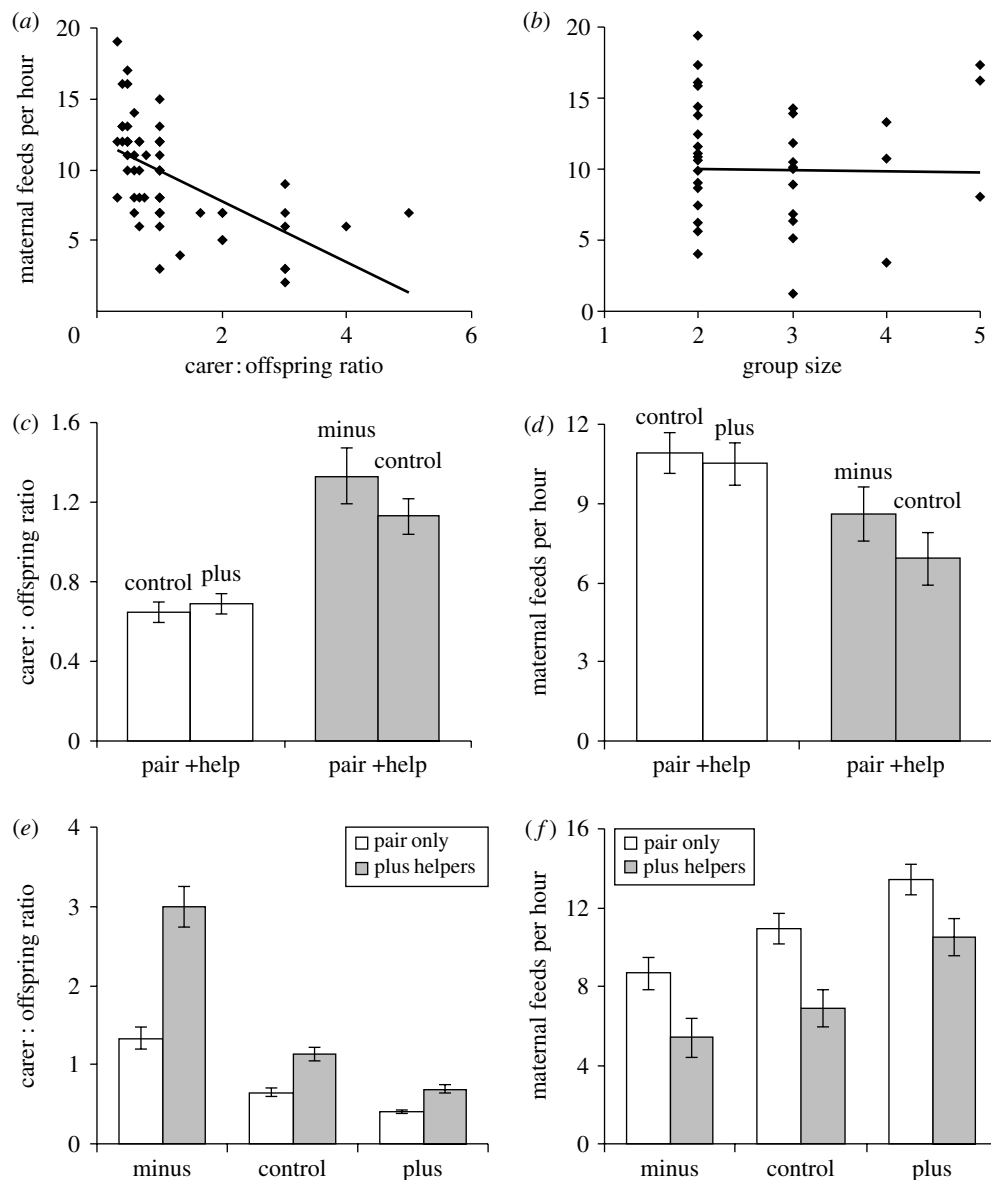 (a)
20
15
10
5
0
2
4
6
maternal feeds per hour
carer : offspring ratio
(b)
20
15
10
5
0
1
2
3
4
5
group size
(c)
1.6
1.2
0.8
0.4
0
carer : offspring ratio
control
plus
minus
control
pair +help
pair +help
(d)
12
9
6
3
0
maternal feeds per hour
control
plus
minus
control
pair +help
pair +help
(e)
4
3
2
1
0
carer : offspring ratio
pair only
plus helpers
minus
control
plus
(f)
16
12
8
4
0
maternal feeds per hour
pair only
plus helpers
minus
control
plus